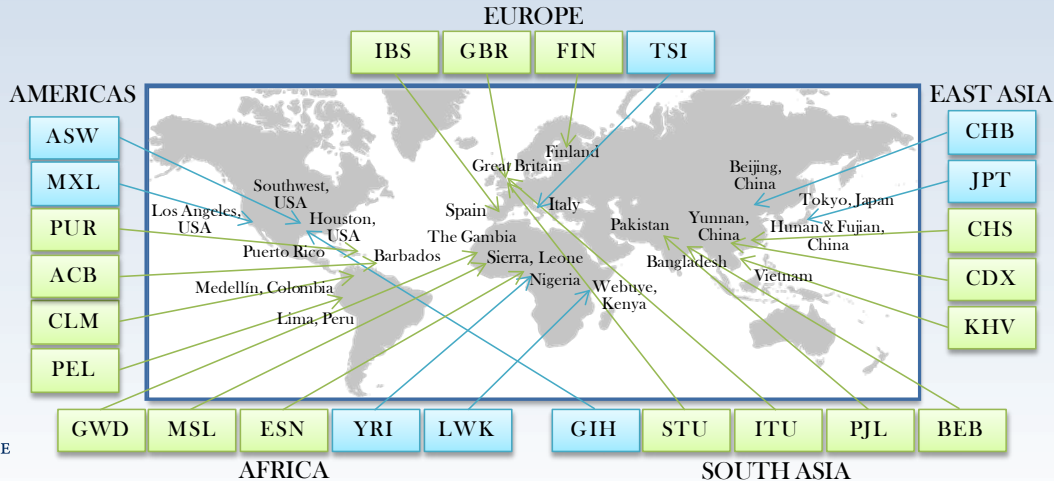 EUROPE
IBS
GBR
FIN
TSI
AMERICAS
ASW
MXL
PUR
ACB
CLM
PEL
EAST ASIA
CHB
JPT
CHS
CDX
KHV
Finland
Great Britain
Beijing,
China
Southwest,
USA
Tokyo, Japan
Los Angeles,
USA
Houston,
USA
Spain
Italy
Pakistan
Yunnan,
China
Hunan & Fujian,
China
The Gambia
Puerto Rico
Barbados
Sierra, Leone
Bangladesh
Nigeria
Vietnam
Medellín, Colombia
Webuye,
Kenya
Lima, Peru
GWD
MSL
ESN
YRI
LWK
GIH
STU
ITU
PJL
BEB
E
AFRICA
SOUTH ASIA